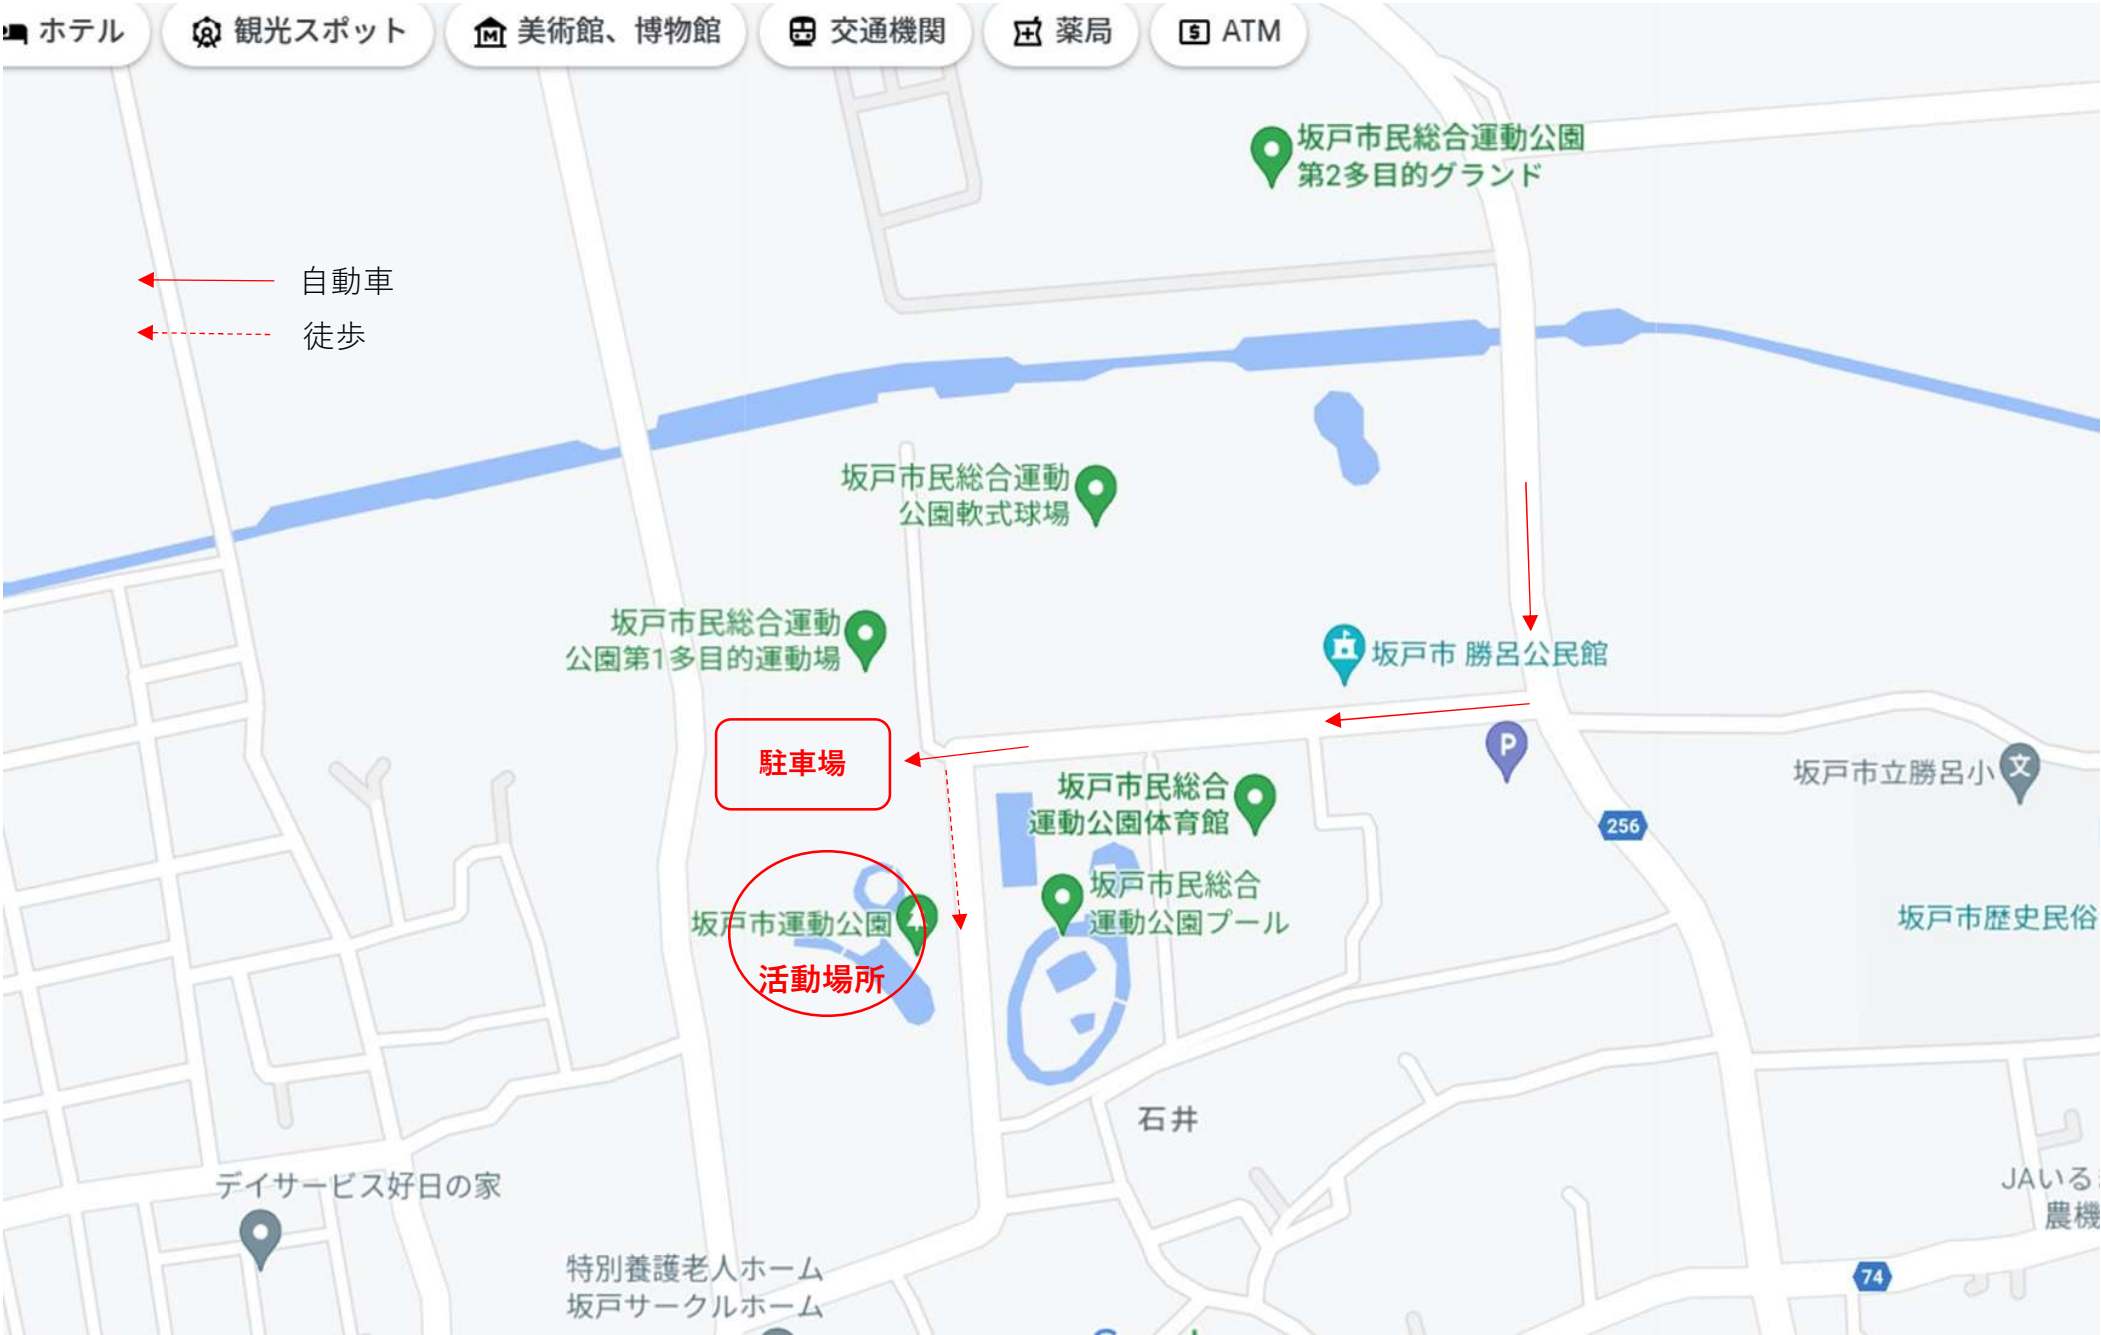 ホテル
観光スポット
美術館、博物館
交通機関
薬局
ATM
坂戸市民総合運動公園
第2多目的グランド
自動車
徒歩
坂戸市民総合運動
公園軟式球場
坂戸市民総合運動
公園第1多目的運動場
坂戸市 勝呂公民館
駐車場
P
坂戸市立勝呂小
文
坂戸市民総合
運動公園体育館
256
坂戸市民総合
運動公園プール
坂戸市運動公園
坂戸市歴史民俗
活動場所
石井
デイサービス好日の家
JAいる
農機
特別養護老人ホーム
坂戸サークルホーム
74